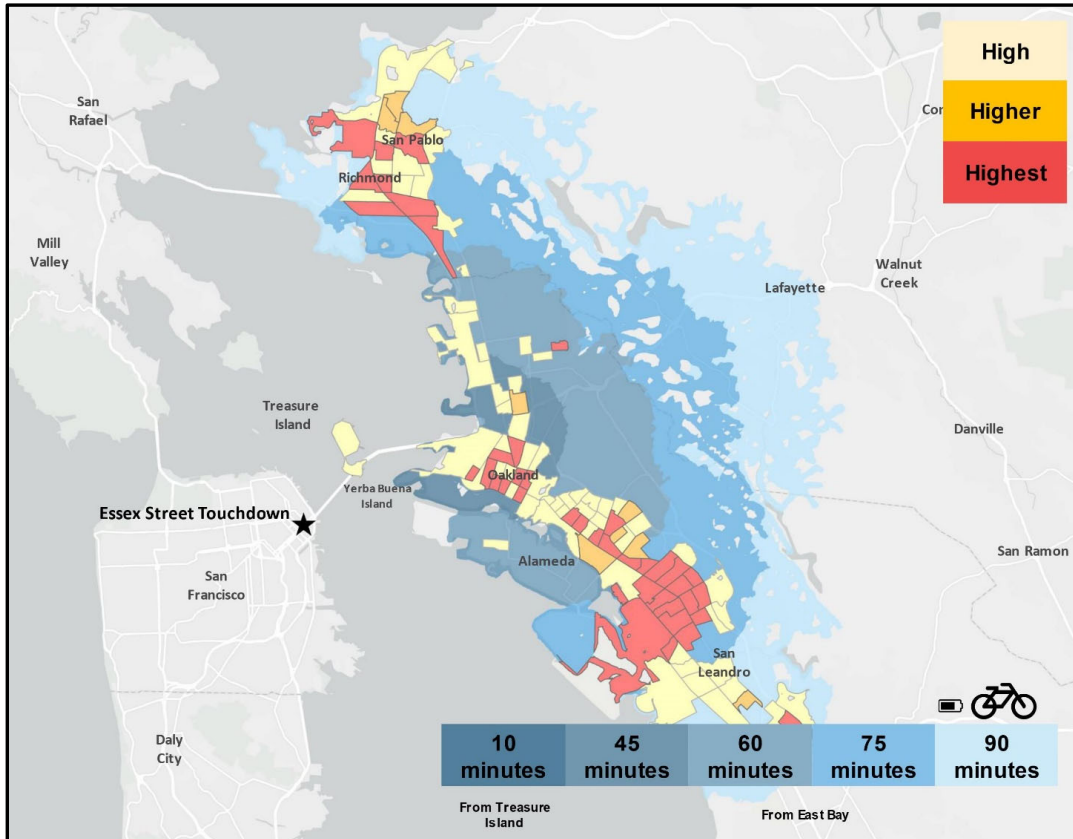 High
Higher
Highest
San
Rafael
Con
San Pablo
Richmond
Mill
Valley
Walnut
Creek
Lafayette
Treasure
Island
Danville
Oakland
Yerba Buena
Island
Essex Street Touchdown
San Ramon
Alameda
San
Francisco
San
Leandro
Daly
City
10
minutes
45
minutes
60
minutes
75
minutes
90
minutes
From Treasure
Island
From East Bay